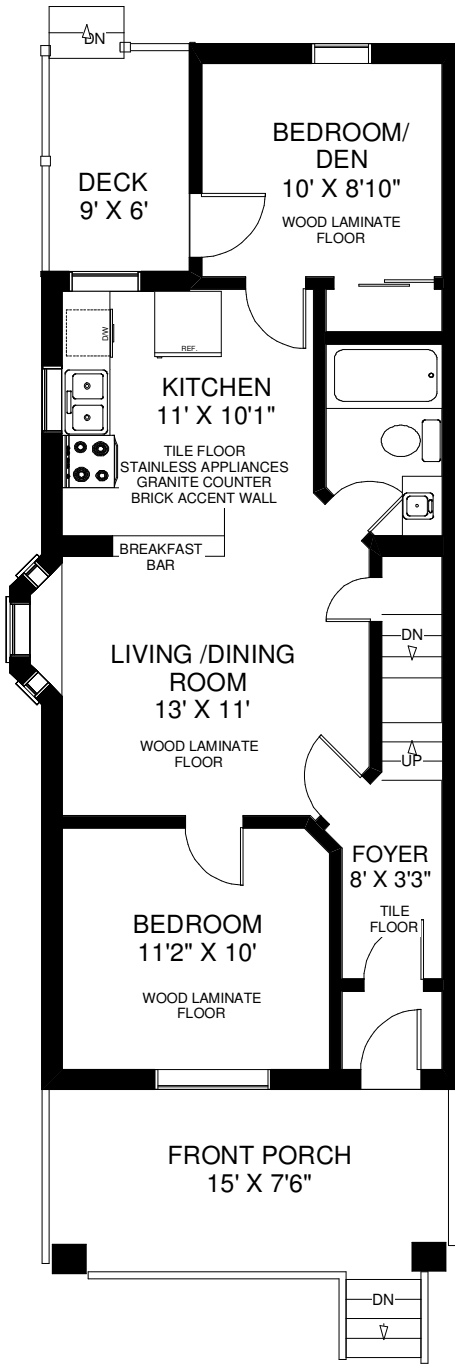 DN
BEDROOM/
DEN
10' X 8'10"
WOOD LAMINATE
FLOOR
DECK
9' X 6'
D/W
REF.
KITCHEN
11' X 10'1"
TILE FLOOR
STAINLESS APPLIANCES
GRANITE COUNTER
BRICK ACCENT WALL
BREAKFAST
BAR
DN
LIVING /DINING
ROOM
13' X 11'
WOOD LAMINATE
FLOOR
UP
FOYER
8' X 3'3"
TILE
FLOOR
BEDROOM
11'2" X 10'
WOOD LAMINATE
FLOOR
FRONT PORCH
15' X 7'6"
DN